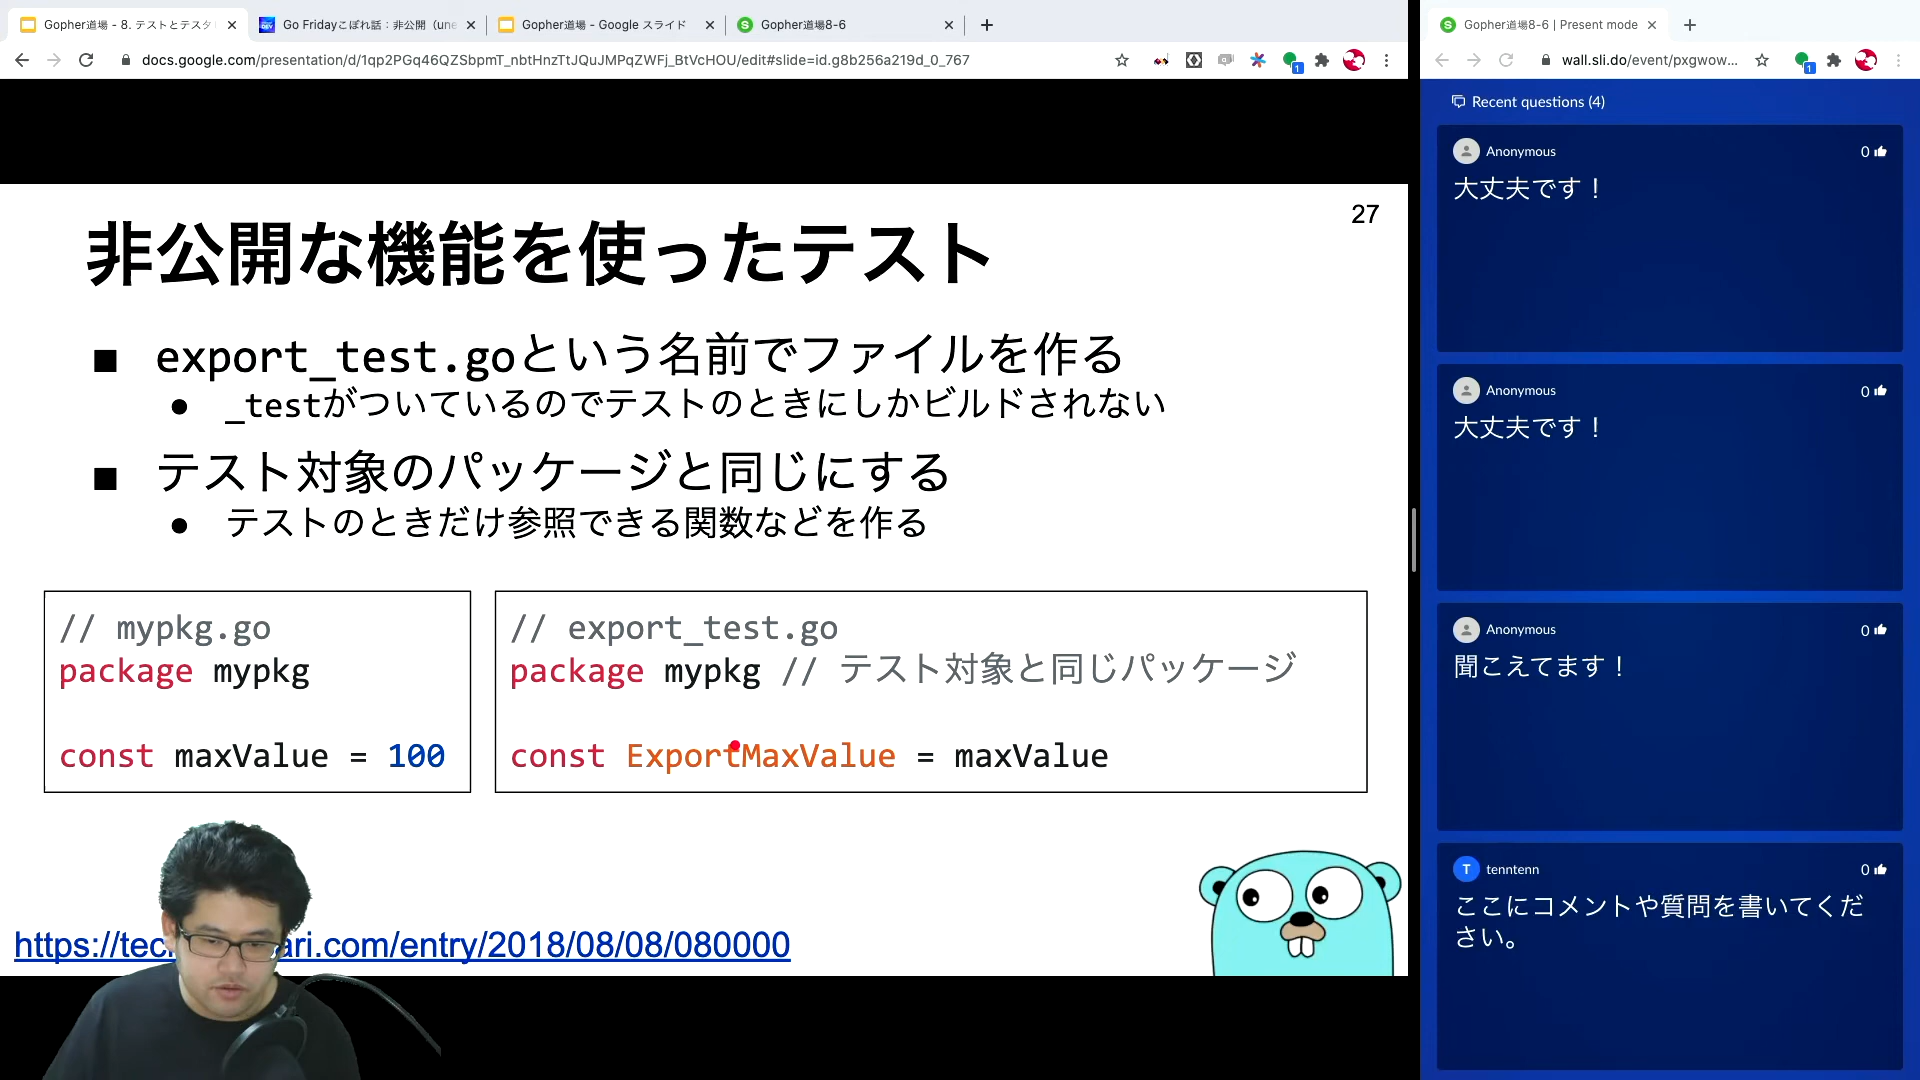 Gopher道場 - 8. テストとテスタ
Go Fridayこぼれ話：非公開（une
Gopher道場 - Google スライド
Gopher道場8-6
docs.google.com/presentation/d/1qp2PGq46QZSbpmT_nbtHnzTtJQuJMPqZWFj_BtVcHOU/edit#slide=id.g8b256a219d_0_767
1
27
非公開な機能を使ったテスト
■ export_test.goという名前でファイルを作る
● _testがついているのでテストのときにしかビルドされない
■ テスト対象のパッケージと同じにする
● テストのときだけ参照できる関数などを作る
// mypkg.go
package mypkg
const maxValue = 100
// export_test.go
package mypkg // テスト対象と同じパッケージ
const ExportMaxValue = maxValue
https://tec
ari.com/entry/2018/08/08/080000
Gopher道場8-6 | Present mode
wall.sli.do/event/pxgwow...
1
Recent questions (4)
Anonymous
0
大丈夫です！
Anonymous
0
大丈夫です！
Anonymous
0
聞こえてます！
T
tenntenn
0
ここにコメントや質問を書いてくだ
さい。